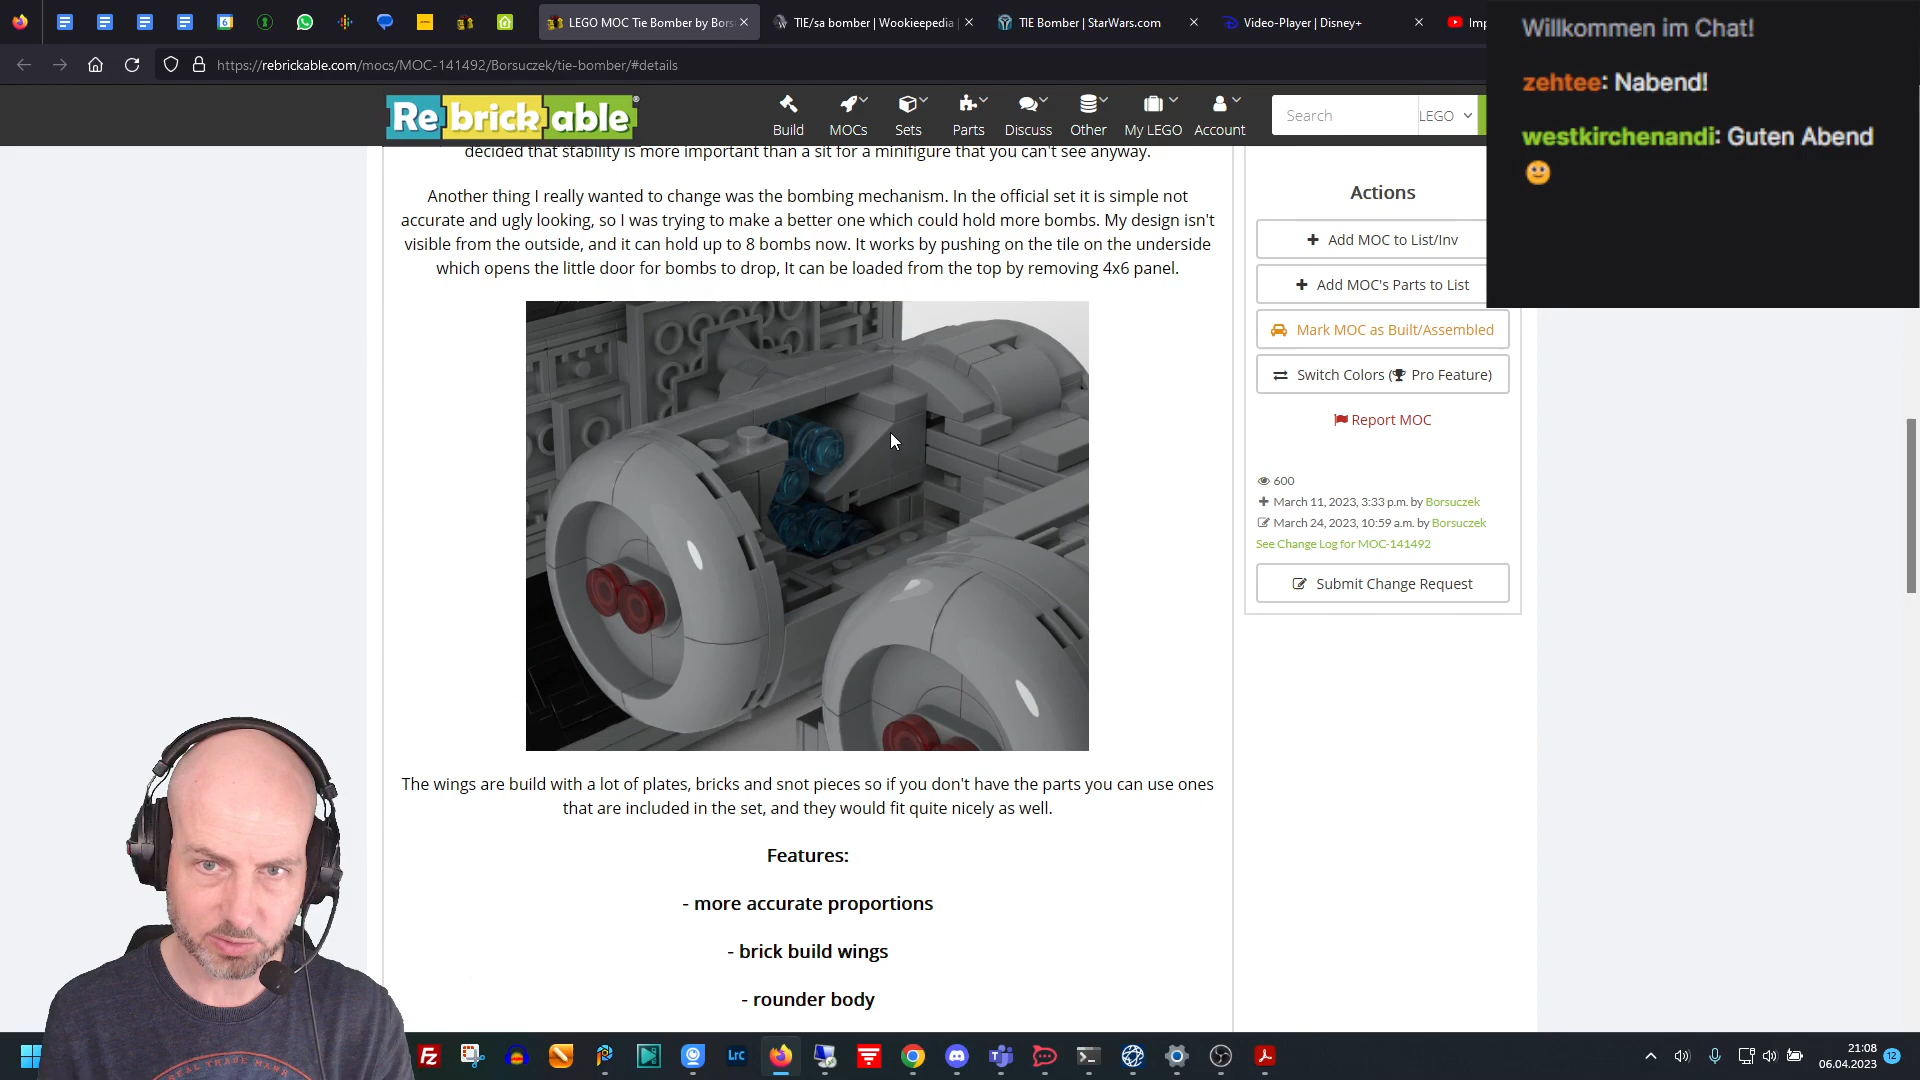 LEGO MOC Tie Bomber by Bors
TIE/sa bomber | Wookieepedia |
TIE Bomber | StarWars.com
Video-Player | Disney+
Imp
Willkommen im Chat!
zehtee: Nabend!
westkirchenandi: Guten Abend
https://rebrickable.com/mocs/MOC-141492/Borsuczek/tie-bomber/#details
Rebrickable
Build
MOCs
Sets
Parts
Discuss
Other
My LEGO
Account
Search
LEGO
decided that stability is more important than a sit for a minifigure that you can't see anyway.
Another thing I really wanted to change was the bombing mechanism. In the official set it is simple not
accurate and ugly looking, so I was trying to make a better one which could hold more bombs. My design isn't
visible from the outside, and it can hold up to 8 bombs now. It works by pushing on the tile on the underside
which opens the little door for bombs to drop, It can be loaded from the top by removing 4x6 panel.
The wings are build with a lot of plates, bricks and snot pieces so if you don't have the parts you can use ones
that are included in the set, and they would fit quite nicely as well.
Features:
- more accurate proportions
- brick build wings
- rounder body
Actions
Add MOC to List/Inv
Add MOC's Parts to List
Mark MOC as Built/Assembled
Switch Colors ( Pro Feature)
Report MOC
600
March 11, 2023, 3:33 p.m. by Borsuczek
March 24, 2023, 10:59 a.m. by Borsuczek
See Change Log for MOC-141492
Submit Change Request
FZ
Lrc
21:08
06.04.2023
12